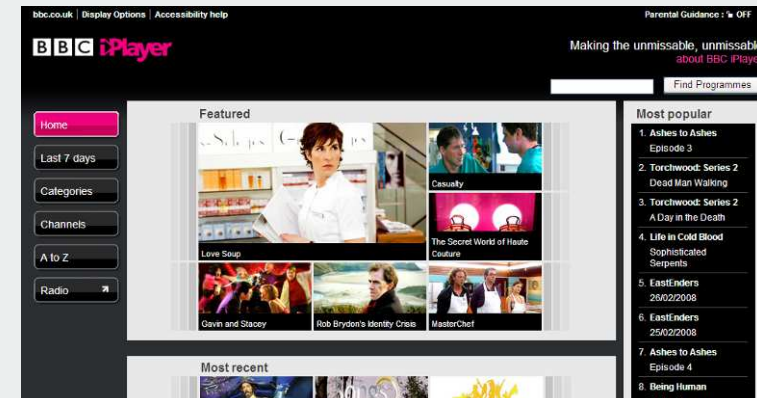 bbc.co.uk | Display Options | Accessibility help
Parental Guidance : OFF
BBC iPlayer
Making the unmissable, unmissabl
about BBC iPlaye
Find Programmes
Home
Last 7 days
Categories
Channels
A to Z
Radio
Featured
Love Soup
Casualty
The Secret World of Haute
Couture
Gavin and Stacey
Rob Brydon's Identity Crisis
MasterChef
Most recent
Most popular
1. Ashes to Ashes
Episode 3
2. Torchwood: Series 2
Dead Man Walking
3. Torchwood: Series 2
A Day in the Death
4. Life in Cold Blood
Sophisticated
Serpents
5. EastEnders
26/02/2008
6. EastEnders
25/02/2008
7. Ashes to Ashes
Episode 4
8. Being Human